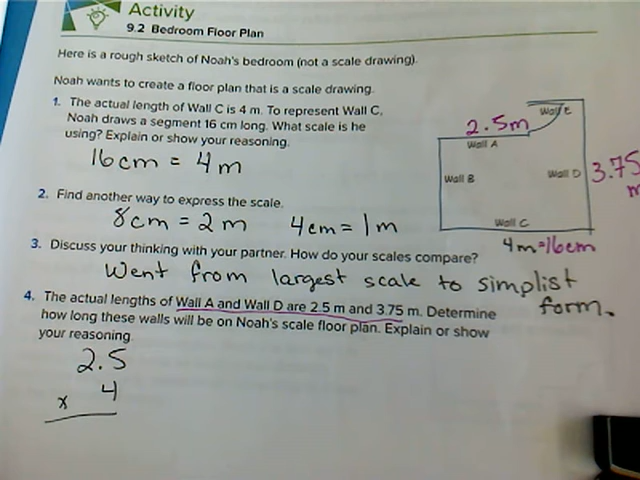 Activity
9.2 Bedroom Floor Plan
Here is a rough sketch of Noah's bedroom (not a scale drawing).
Noah wants to create a floor plan that is a scale drawing.
1. The actual length of Wall C is 4 m. To represent Wall C,
Noah draws a segment 16 cm long. What scale is he
using? Explain or show your reasoning.
16cm = 4m
2. Find another way to express the scale.
8cm = 2m 4cm = 1m
3. Discuss your thinking with your partner. How do your scales compare?
Went from largest scale to simplist
form.
4. The actual lengths of Wall A and Wall D are 2.5 m and 3.75 m. Determine
how long these walls will be on Noah's scale floor plan. Explain or show
your reasoning.
2.5
x 4
Wall E
2.5m
Wall A
Wall B
Wall D
3.75
m
Wall C
4m=16cm